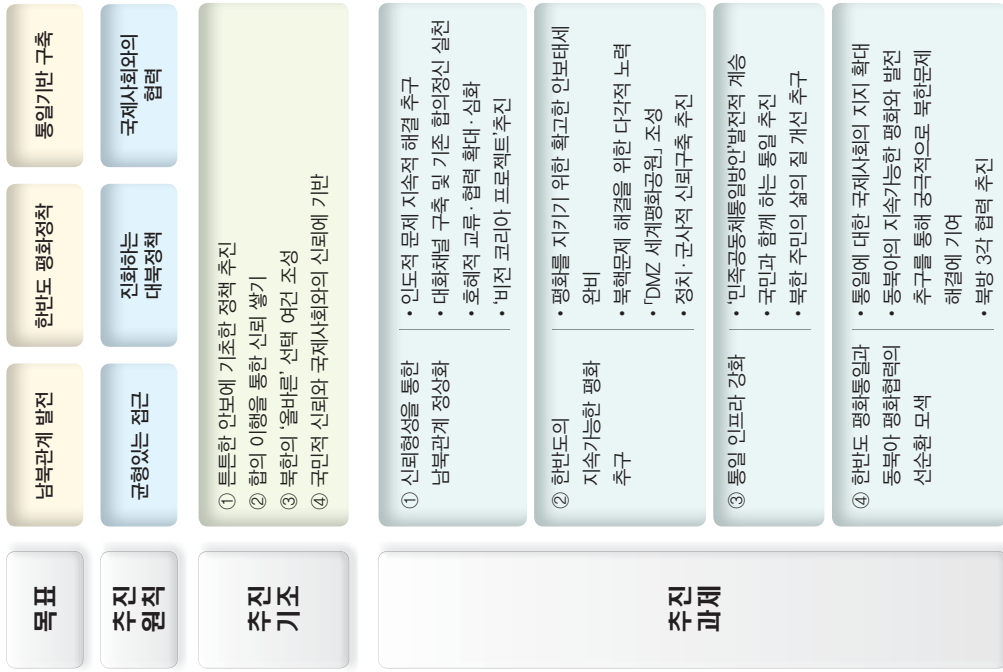 목표
남북관계 발전
한반도 평화정착
통일기반 구축
추진
원칙
균형있는 접근
진화하는
대북정책
국제사회와의
협력
추진
기조
① 튼튼한 안보에 기초한 정책 추진
② 합의 이행을 통한 신뢰 쌓기
③ 북한의 ‘올바른’ 선택 여건 조성
④ 국민적 신뢰와 국제사회와의 신뢰에 기반
추진
과제
① 신뢰형성을 통한
남북관계 정상화
• 인도적 문제 지속적 해결 추구
• 대화채널 구축 및 기존 합의정신 실천
• 호혜적 교류·협력 확대·심화
• ‘비전 코리아 프로젝트’ 추진
② 한반도의
지속가능한 평화
추구
• 평화를 지키기 위한 확고한 안보태세
완비
• 북핵문제 해결을 위한 다각적 노력
• 「DMZ 세계평화공원」 조성
• 정치·군사적 신뢰구축 추진
③ 통일 인프라 강화
• ‘민족공동체통일방안’ 발전적 계승
• 국민과 함께 하는 통일 추진
• 북한 주민의 삶의 질 개선 추구
④ 한반도 평화통일과
동북아 평화협력의
선순환 모색
• 통일에 대한 국제사회의 지지 확대
• 동북아의 지속가능한 평화와 발전
추구를 통해 궁극적으로 북한문제
해결에 기여
• 북방 3각 협력 추진